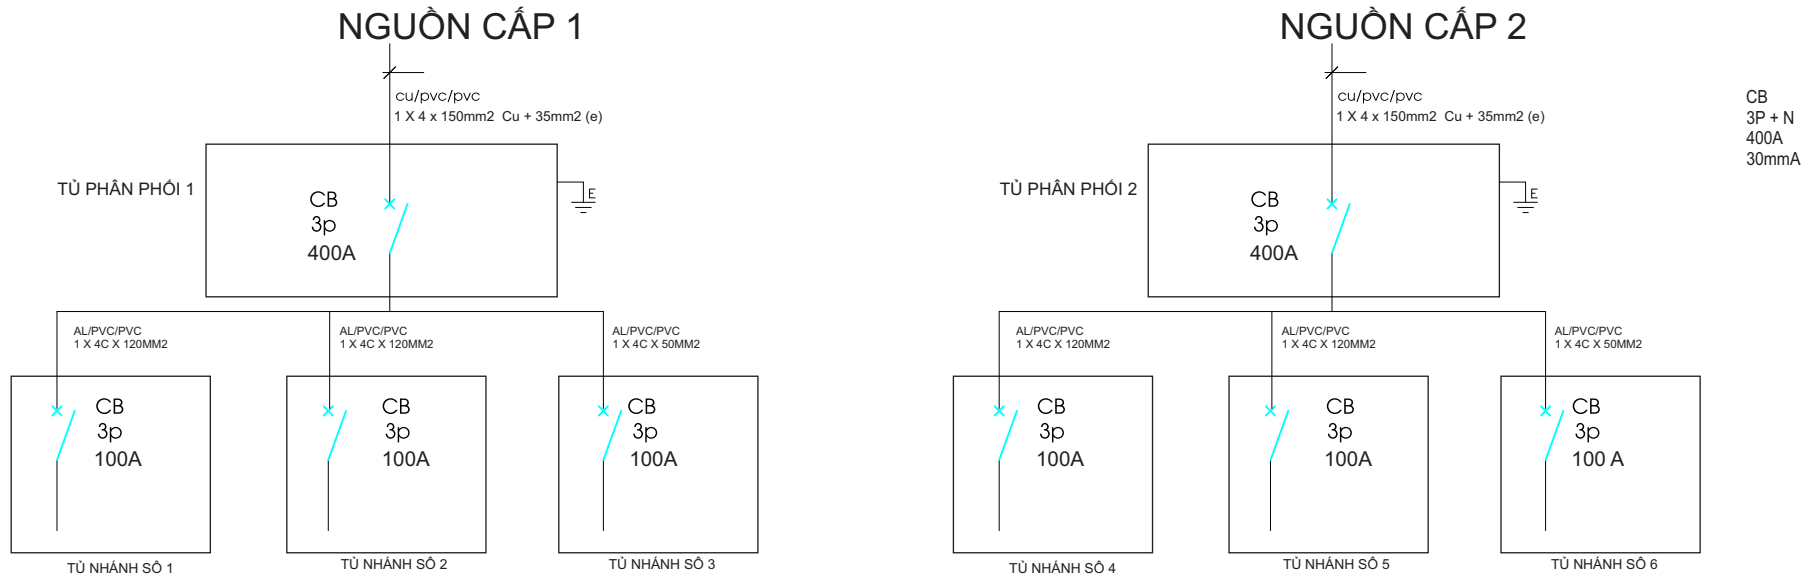 NGUỒN CẤP 1
cu/pvc/pvc
1 X 4 x 150mm2 Cu + 35mm2 (e)
TỦ PHÂN PHỐI 1
CB
3p
400A
E
AL/PVC/PVC
1 X 4C X 120MM2
AL/PVC/PVC
1 X 4C X 120MM2
AL/PVC/PVC
1 X 4C X 50MM2
CB
3p
100A
CB
3p
100A
CB
3p
100A
TỦ NHÁNH SỐ 1
TỦ NHÁNH SỐ 2
TỦ NHÁNH SỐ 3
NGUỒN CẤP 2
cu/pvc/pvc
1 X 4 x 150mm2 Cu + 35mm2 (e)
TỦ PHÂN PHỐI 2
CB
3p
400A
E
AL/PVC/PVC
1 X 4C X 120MM2
AL/PVC/PVC
1 X 4C X 120MM2
AL/PVC/PVC
1 X 4C X 50MM2
CB
3p
100A
CB
3p
100A
CB
3p
100 A
TỦ NHÁNH SỐ 4
TỦ NHÁNH SỐ 5
TỦ NHÁNH SỐ 6
CB
3P + N
400A
30mmA